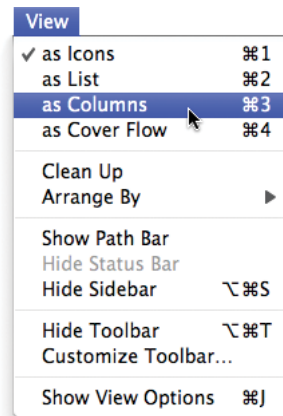 View
✓ as Icons ⌘1
as List ⌘2
as Columns ⌘3
as Cover Flow ⌘4
Clean Up
Arrange By ▶
Show Path Bar
Hide Status Bar
Hide Sidebar ⌥⌘S
Hide Toolbar ⌥⌘T
Customize Toolbar...
Show View Options ⌘J